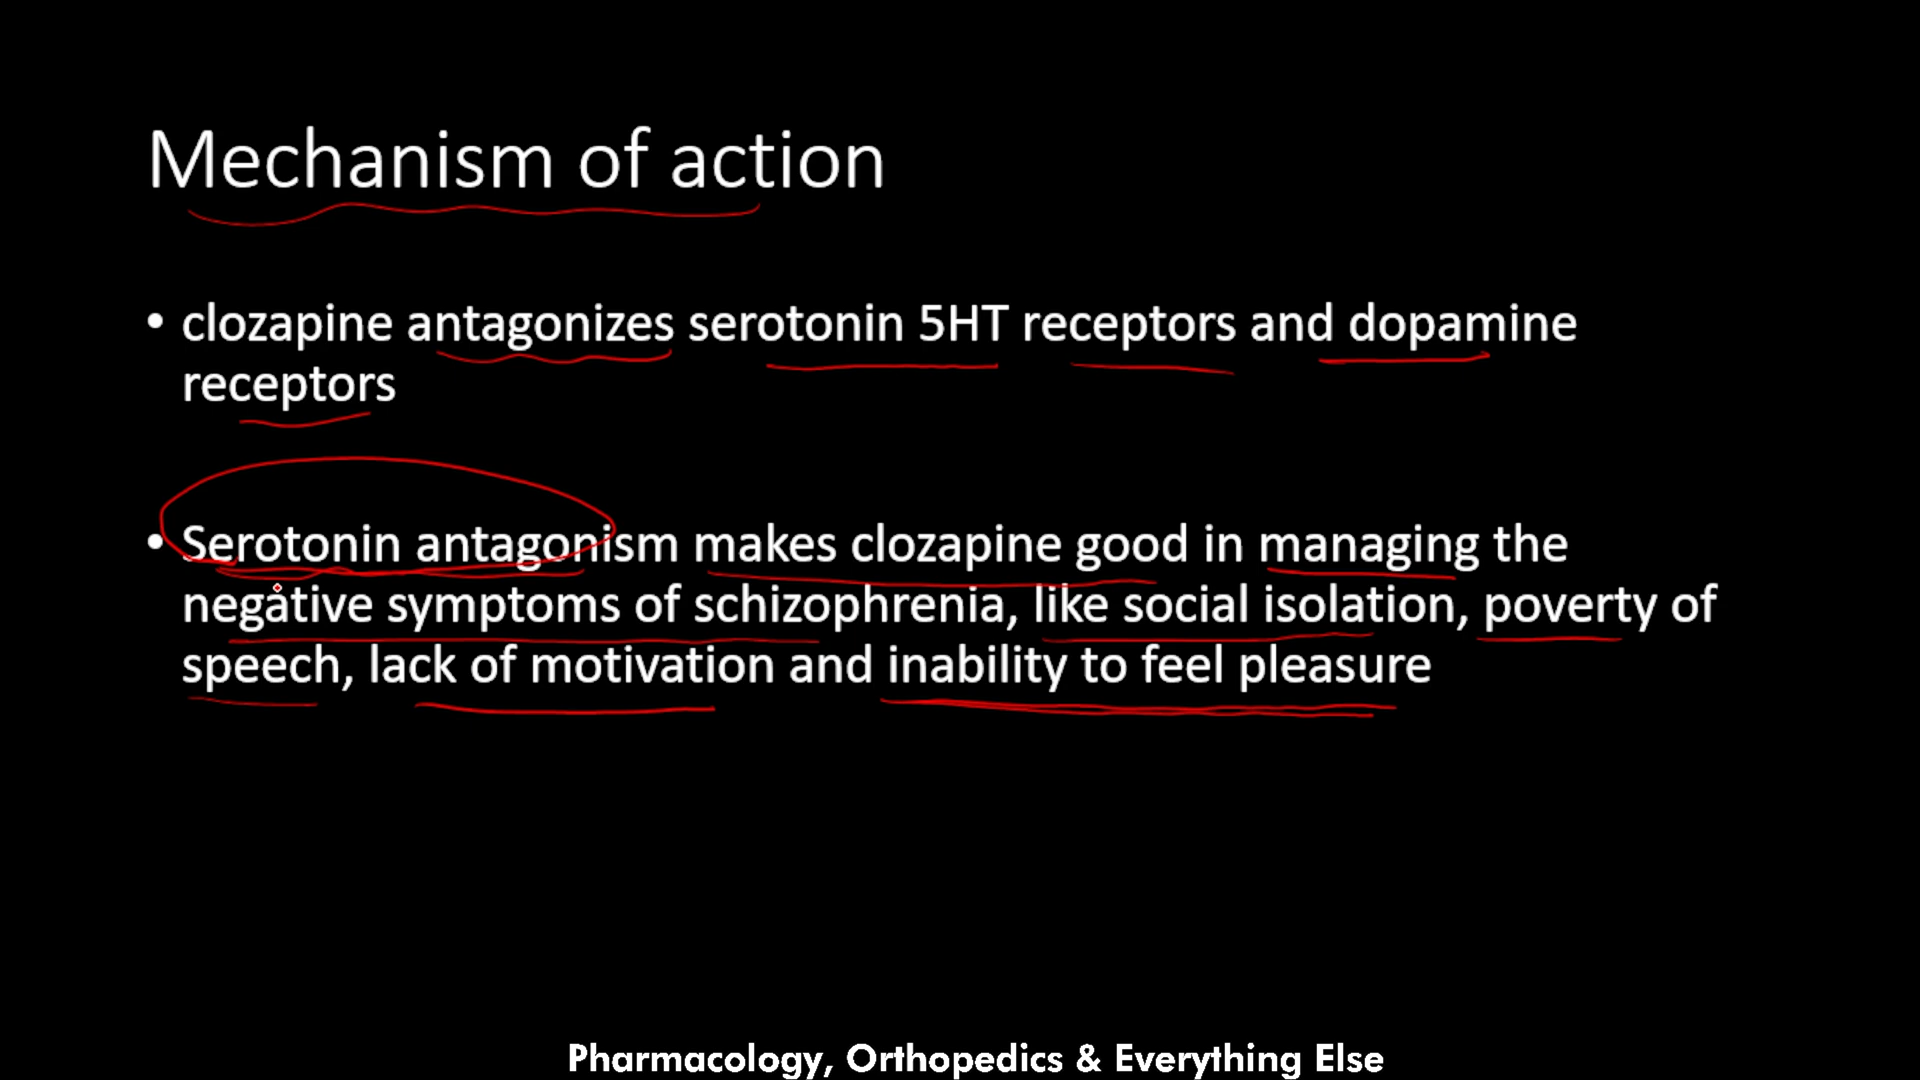 Mechanism of action
• clozapine antagonizes serotonin 5HT receptors and dopamine
receptors
• Serotonin antagonism makes clozapine good in managing the
negative symptoms of schizophrenia, like social isolation, poverty of
speech, lack of motivation and inability to feel pleasure
Pharmacology, Orthopedics & Everything Else